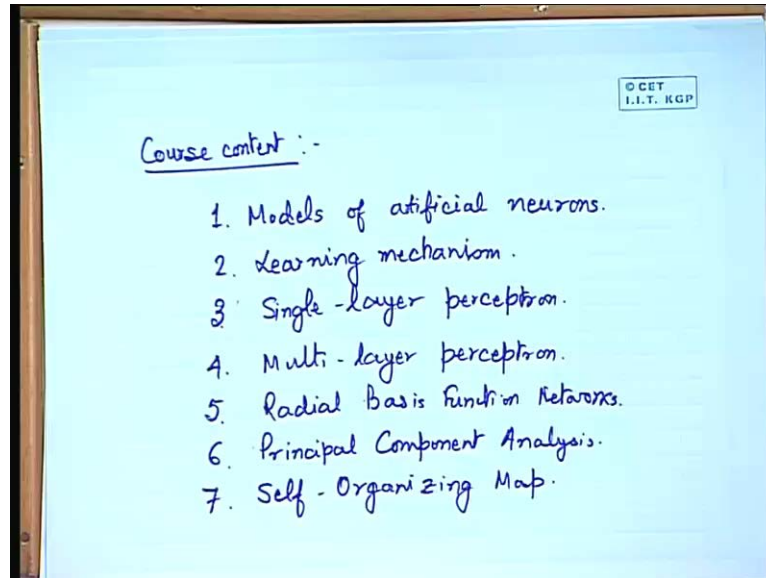 © CET
I.I.T. KGP
Course content :-
1. Models of atificial neurons.
2. Learning mechanism.
3. Single-layer perceptron.
4. Multi-layer perceptron.
5. Radial Basis Function Networks.
6. Principal Component Analysis.
7. Self-Organizing Map.